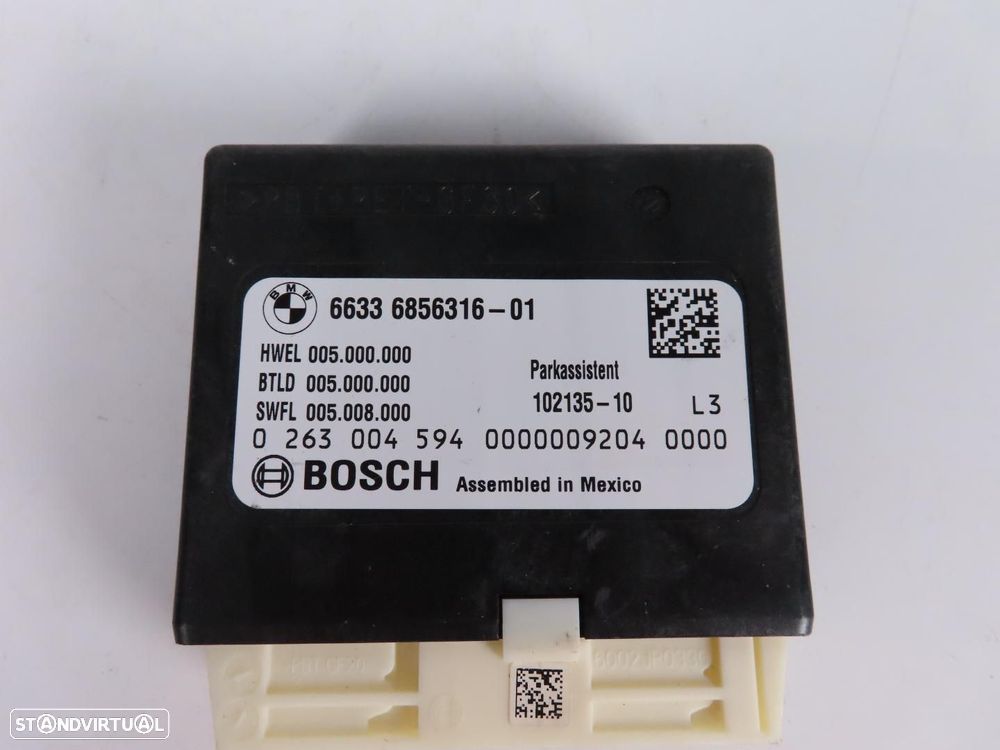 BMW
6633 6856316-01
HWEL 005.000.000
BTLD 005.000.000
SWFL 005.008.000
Parkassistent
102135-10 L3
0 263 004 594 0000009204 0000
BOSCH Assembled in Mexico
STANDVIRTUAL